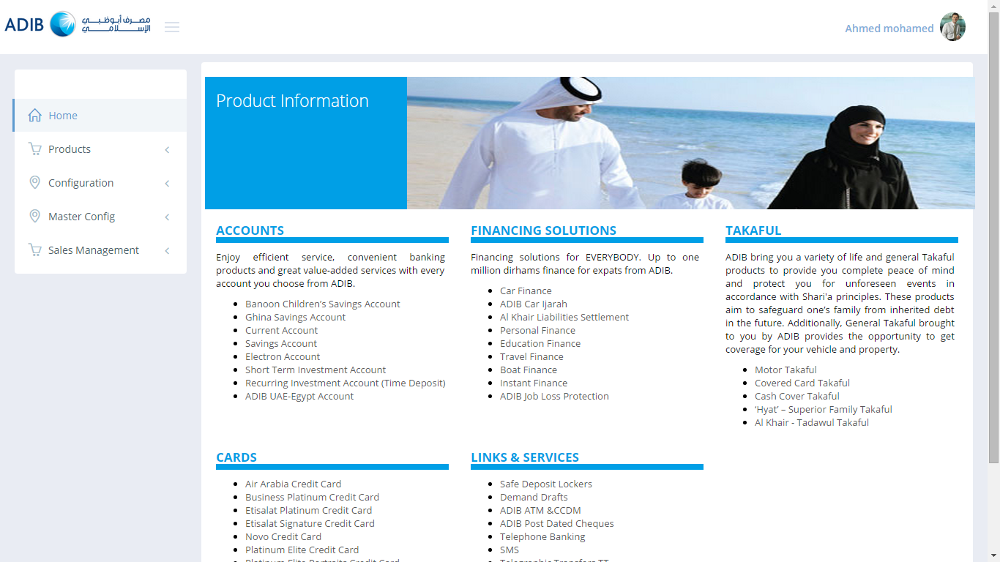 ADIB
مصرف أبوظبي
الإسلامي
Ahmed mohamed
Home
Products
Configuration
Master Config
Sales Management
Product Information
ACCOUNTS
Enjoy efficient service, convenient banking
products and great value-added services with every
account you choose from ADIB.
Banoon Children’s Savings Account
Ghina Savings Account
Current Account
Savings Account
Electron Account
Short Term Investment Account
Recurring Investment Account (Time Deposit)
ADIB UAE-Egypt Account
FINANCING SOLUTIONS
Financing solutions for EVERYBODY. Up to one
million dirhams finance for expats from ADIB.
Car Finance
ADIB Car Ijarah
Al Khair Liabilities Settlement
Personal Finance
Education Finance
Travel Finance
Boat Finance
Instant Finance
ADIB Job Loss Protection
TAKAFUL
ADIB bring you a variety of life and general Takaful
products to provide you complete peace of mind
and protect you for unforeseen events in
accordance with Shari'a principles. These products
aim to safeguard one’s family from inherited debt
in the future. Additionally, General Takaful brought
to you by ADIB provides the opportunity to get
coverage for your vehicle and property.
Motor Takaful
Covered Card Takaful
Cash Cover Takaful
‘Hyat’ – Superior Family Takaful
Al Khair - Tadawul Takaful
CARDS
Air Arabia Credit Card
Business Platinum Credit Card
Etisalat Platinum Credit Card
Etisalat Signature Credit Card
Novo Credit Card
Platinum Elite Credit Card
Platinum Elite Portraits Credit Card
LINKS & SERVICES
Safe Deposit Lockers
Demand Drafts
ADIB ATM &CCDM
ADIB Post Dated Cheques
Telephone Banking
SMS
Telegraphic Transfers TT